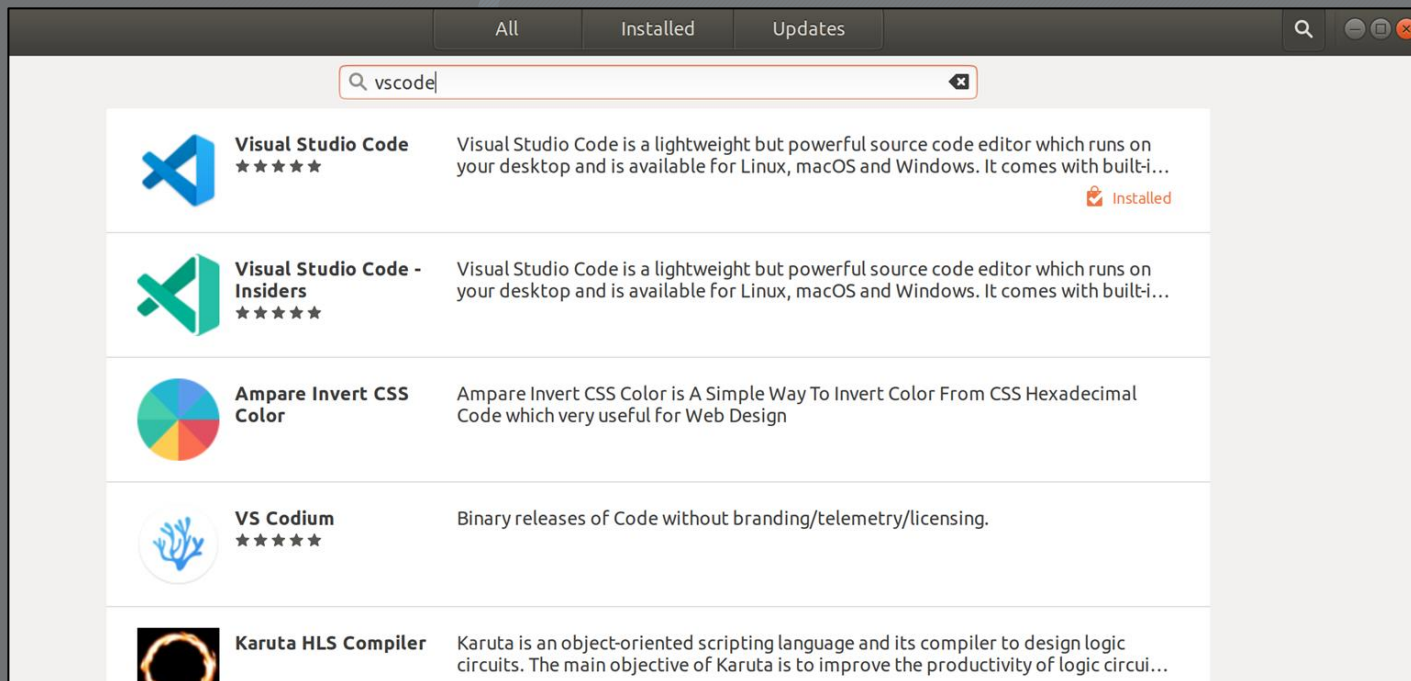 All Installed Updates
vscode
Visual Studio Code
Visual Studio Code is a lightweight but powerful source code editor which runs on
your desktop and is available for Linux, macOS and Windows. It comes with built-i...
Installed
Visual Studio Code -
Insiders
Visual Studio Code is a lightweight but powerful source code editor which runs on
your desktop and is available for Linux, macOS and Windows. It comes with built-i...
Ampare Invert CSS
Color
Ampare Invert CSS Color is A Simple Way To Invert Color From CSS Hexadecimal
Code which very useful for Web Design
VS Codium
Binary releases of Code without branding/telemetry/licensing.
Karuta HLS Compiler
Karuta is an object-oriented scripting language and its compiler to design logic
circuits. The main objective of Karuta is to improve the productivity of logic circui...